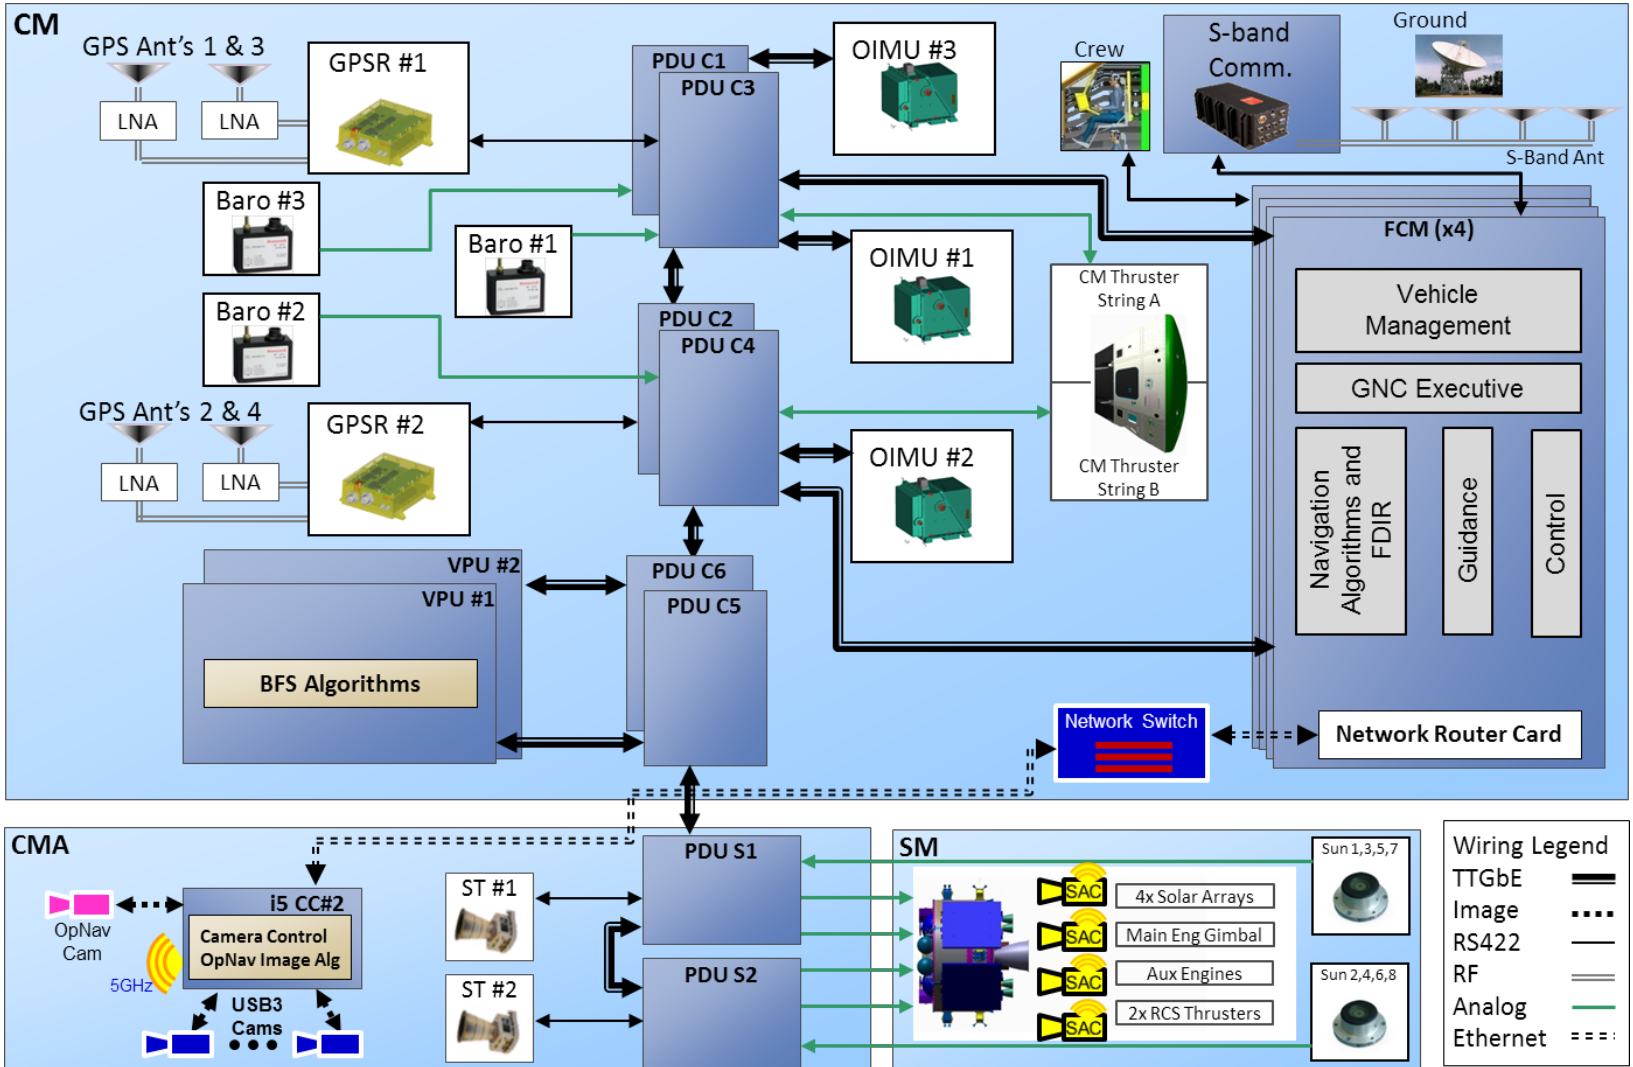 CM
GPS Ant's 1 & 3
LNA
LNA
GPSR #1
PDU C1
PDU C3
OIMU #3
Crew
S-band
Comm.
Ground
S-Band Ant
Baro #3
Baro #1
Baro #2
OIMU #1
CM Thruster
String A
CM Thruster
String B
FCM (x4)
Vehicle
Management
GNC Executive
Navigation
Algorithms and
FDIR
Guidance
Control
Network Router Card
PDU C2
PDU C4
GPS Ant's 2 & 4
LNA
LNA
GPSR #2
OIMU #2
VPU #2
VPU #1
BFS Algorithms
PDU C6
PDU C5
Network Switch
CMA
OpNav
Cam
5GHz
i5 CC#2
Camera Control
OpNav Image Alg
USB3
Cams
ST #1
ST #2
PDU S1
PDU S2
SM
SAC
4x Solar Arrays
SAC
Main Eng Gimbal
SAC
Aux Engines
SAC
2x RCS Thrusters
Sun 1,3,5,7
Sun 2,4,6,8
Wiring Legend
TTGbE
Image
RS422
RF
Analog
Ethernet